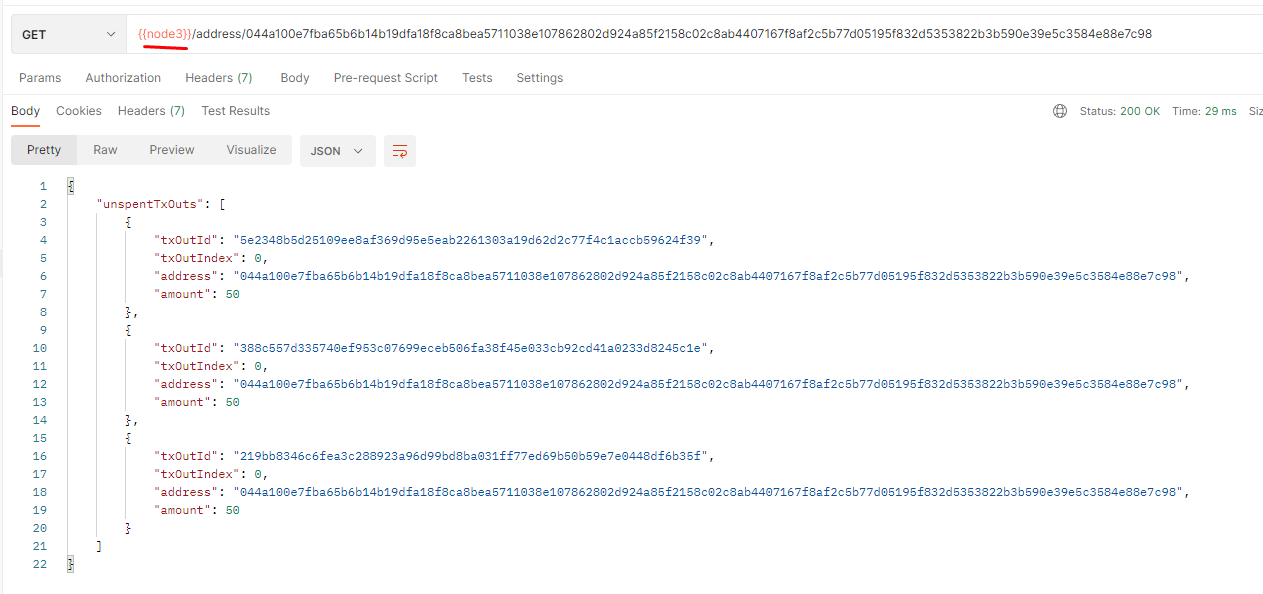 GET {{node3}}/address/044a100e7fba65b6b14b19dfa18f8ca8bea5711038e107862802d924a85f2158c02c8ab4407167f8af2c5b77d05195f832d5353822b3b590e39e5c3584e88e7c98
Params Authorization Headers (7) Body Pre-request Script Tests Settings
Body Cookies Headers (7) Test Results Status: 200 OK Time: 29 ms Siz
Pretty Raw Preview Visualize JSON
1 {
2 "unspentTxOuts": [
3 {
4 "txOutId": "5e2348b5d25109ee8af369d95e5eab2261303a19d62d2c77f4c1accb59624f39",
5 "txOutIndex": 0,
6 "address": "044a100e7fba65b6b14b19dfa18f8ca8bea5711038e107862802d924a85f2158c02c8ab4407167f8af2c5b77d05195f832d5353822b3b590e39e5c3584e88e7c98",
7 "amount": 50
8 },
9 {
10 "txOutId": "388c557d335740ef953c07699eceb506fa38f45e033cb92cd41a0233d8245c1e",
11 "txOutIndex": 0,
12 "address": "044a100e7fba65b6b14b19dfa18f8ca8bea5711038e107862802d924a85f2158c02c8ab4407167f8af2c5b77d05195f832d5353822b3b590e39e5c3584e88e7c98",
13 "amount": 50
14 },
15 {
16 "txOutId": "219bb8346c6fea3c288923a96d99bd8ba031ff77ed69b50b59e7e0448df6b35f",
17 "txOutIndex": 0,
18 "address": "044a100e7fba65b6b14b19dfa18f8ca8bea5711038e107862802d924a85f2158c02c8ab4407167f8af2c5b77d05195f832d5353822b3b590e39e5c3584e88e7c98",
19 "amount": 50
20 }
21 ]
22 }